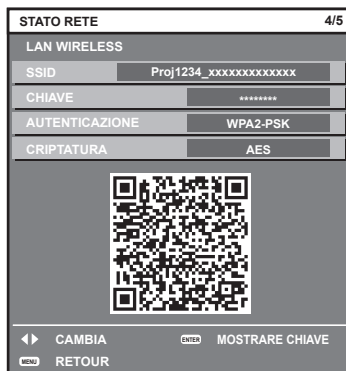 STATO RETE 4/5
LAN WIRELESS
SSID Proj1234_xxxxxxxxxxxxx
CHIAVE ********
AUTENTICAZIONE WPA2-PSK
CRIPTATURA AES
CAMBIA ENTER MOSTRARE CHIAVE
MENU RETOUR